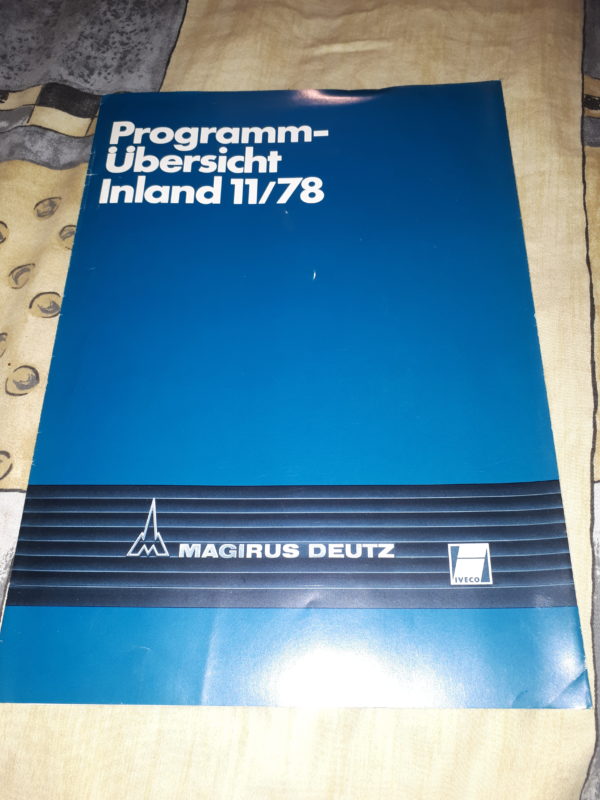 Programm-
Übersicht
Inland 11/78
MAGIRUS DEUTZ
IVECO